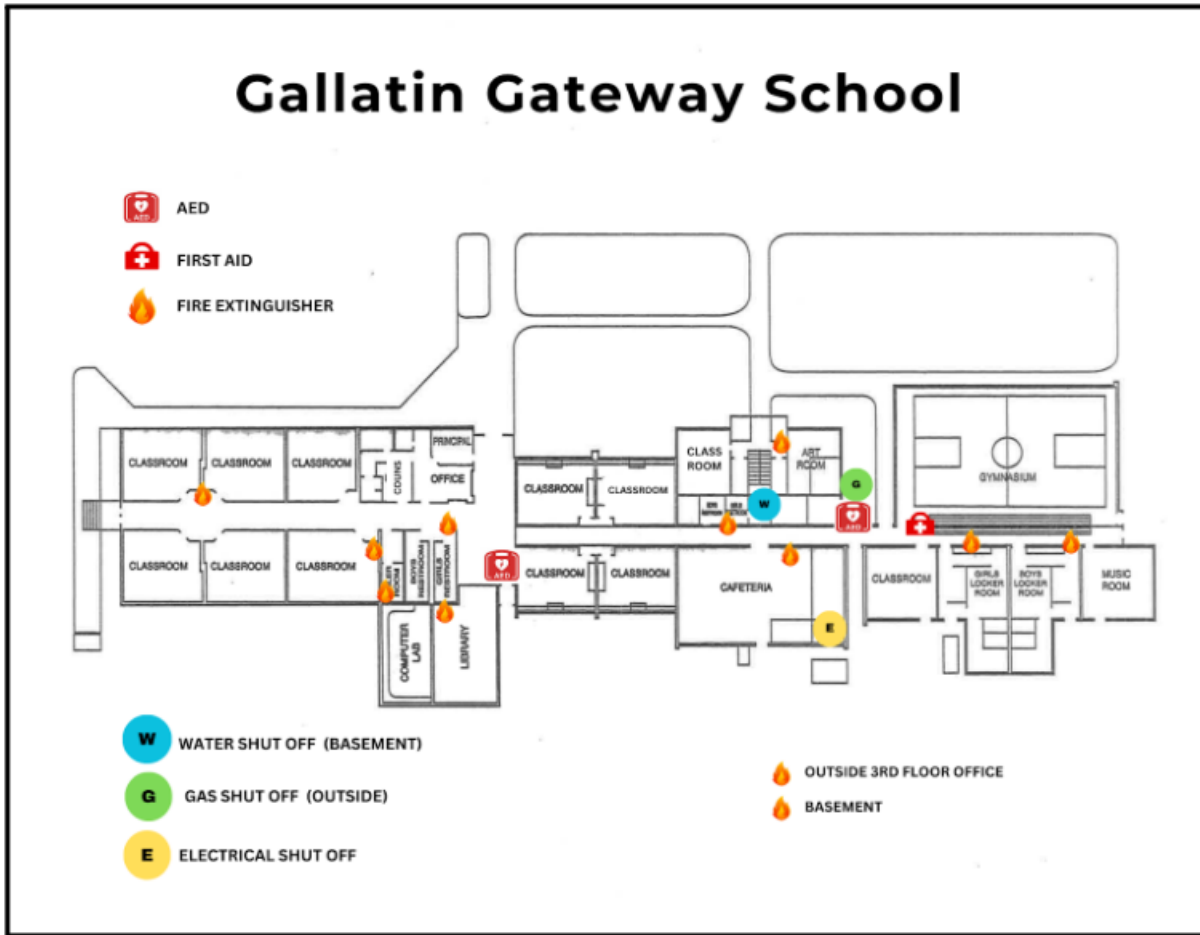 Gallatin Gateway School
AED
AED
FIRST AID
FIRE EXTINGUISHER
PRINCIPAL
CLASSROOM
CLASSROOM
CLASSROOM
COUNS
OFFICE
CLASS
ROOM
ART
ROOM
GYMNASIUM
CLASSROOM
CLASSROOM
G
W
AED
AED
CLASSROOM
CLASSROOM
CLASSROOM
ROOM
BOYS
RESTROOM
GIRLS
RESTROOM
CLASSROOM
CLASSROOM
CAFETERIA
CLASSROOM
GIRLS
LOCKER
ROOM
BOYS
LOCKER
ROOM
MUSIC
ROOM
E
COMPUTER
LAB
LIBRARY
W
WATER SHUT OFF (BASEMENT)
G
GAS SHUT OFF (OUTSIDE)
E
ELECTRICAL SHUT OFF
OUTSIDE 3RD FLOOR OFFICE
BASEMENT